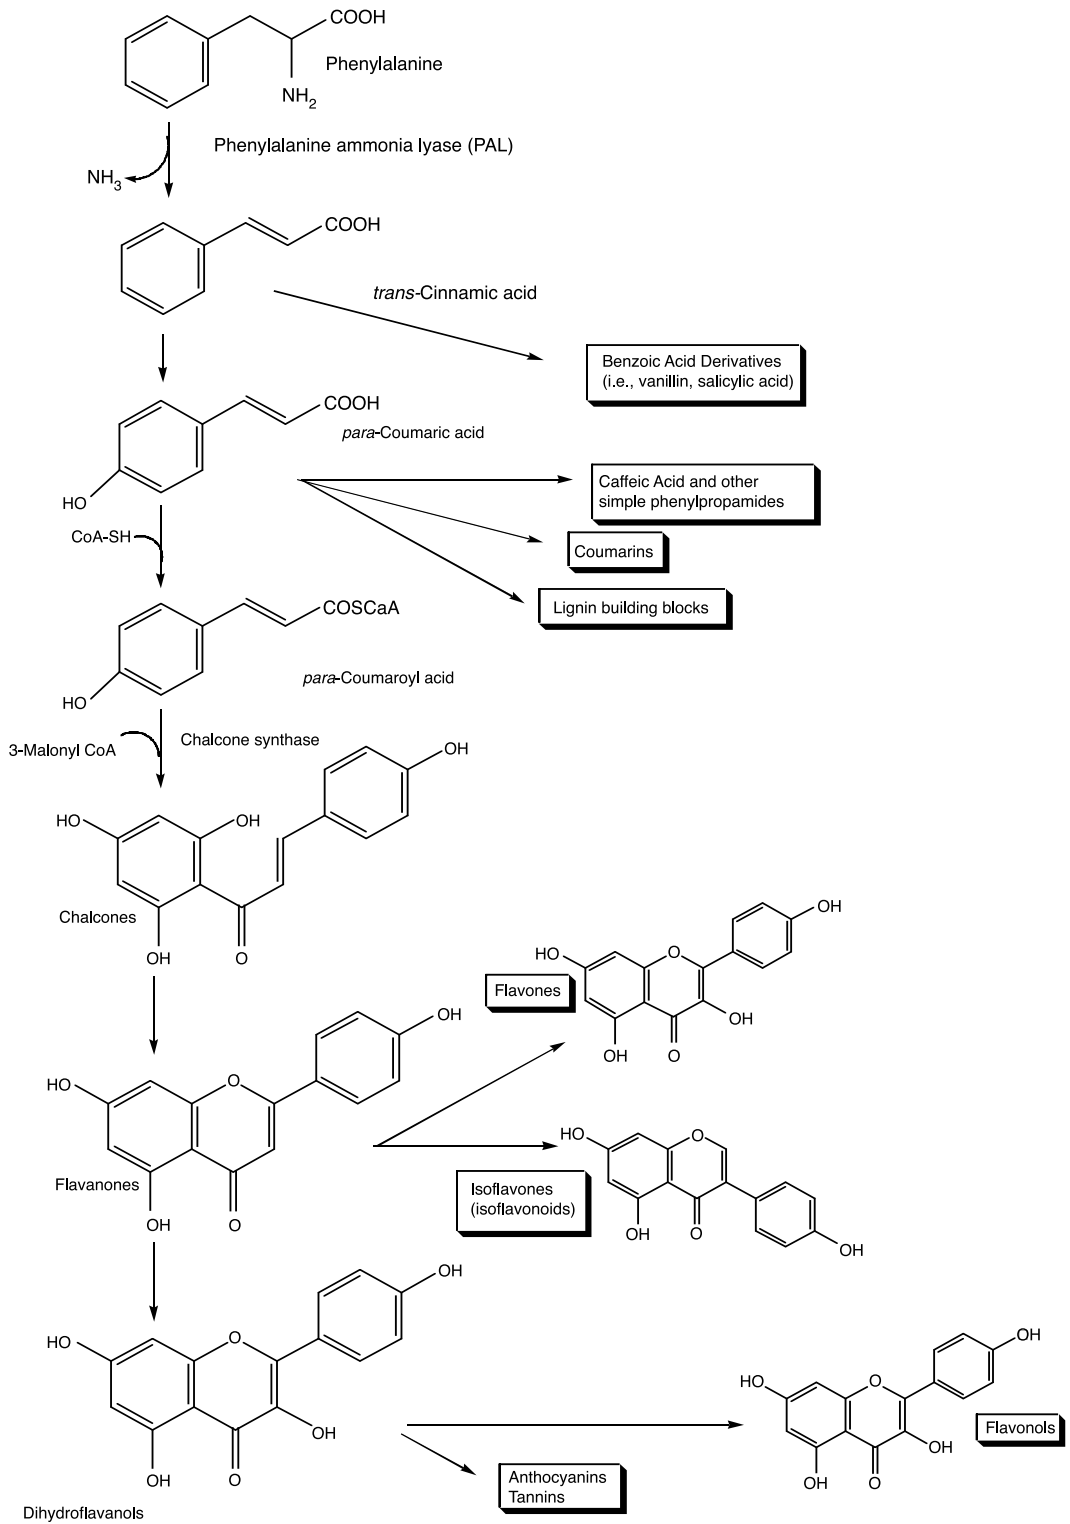 COOH
Phenylalanine
NH2
Phenylalanine ammonia lyase (PAL)
NH3
COOH
trans-Cinnamic acid
Benzoic Acid Derivatives
(i.e., vanillin, salicylic acid)
COOH
para-Coumaric acid
HO
Caffeic Acid and other
simple phenylpropamides
CoA-SH
Coumarins
Lignin building blocks
COSCaA
HO
para-Coumaroyl acid
3-Malonyl CoA
Chalcone synthase
OH
HO
OH
Chalcones
OH
O
OH
HO
O
Flavones
OH
OH
O
OH
HO
O
Flavanones
OH
O
HO
O
Isoflavones
(isoflavonoids)
OH
O
OH
OH
HO
O
OH
OH
O
Dihydroflavanols
OH
HO
O
Flavonols
OH
OH
O
Anthocyanins
Tannins